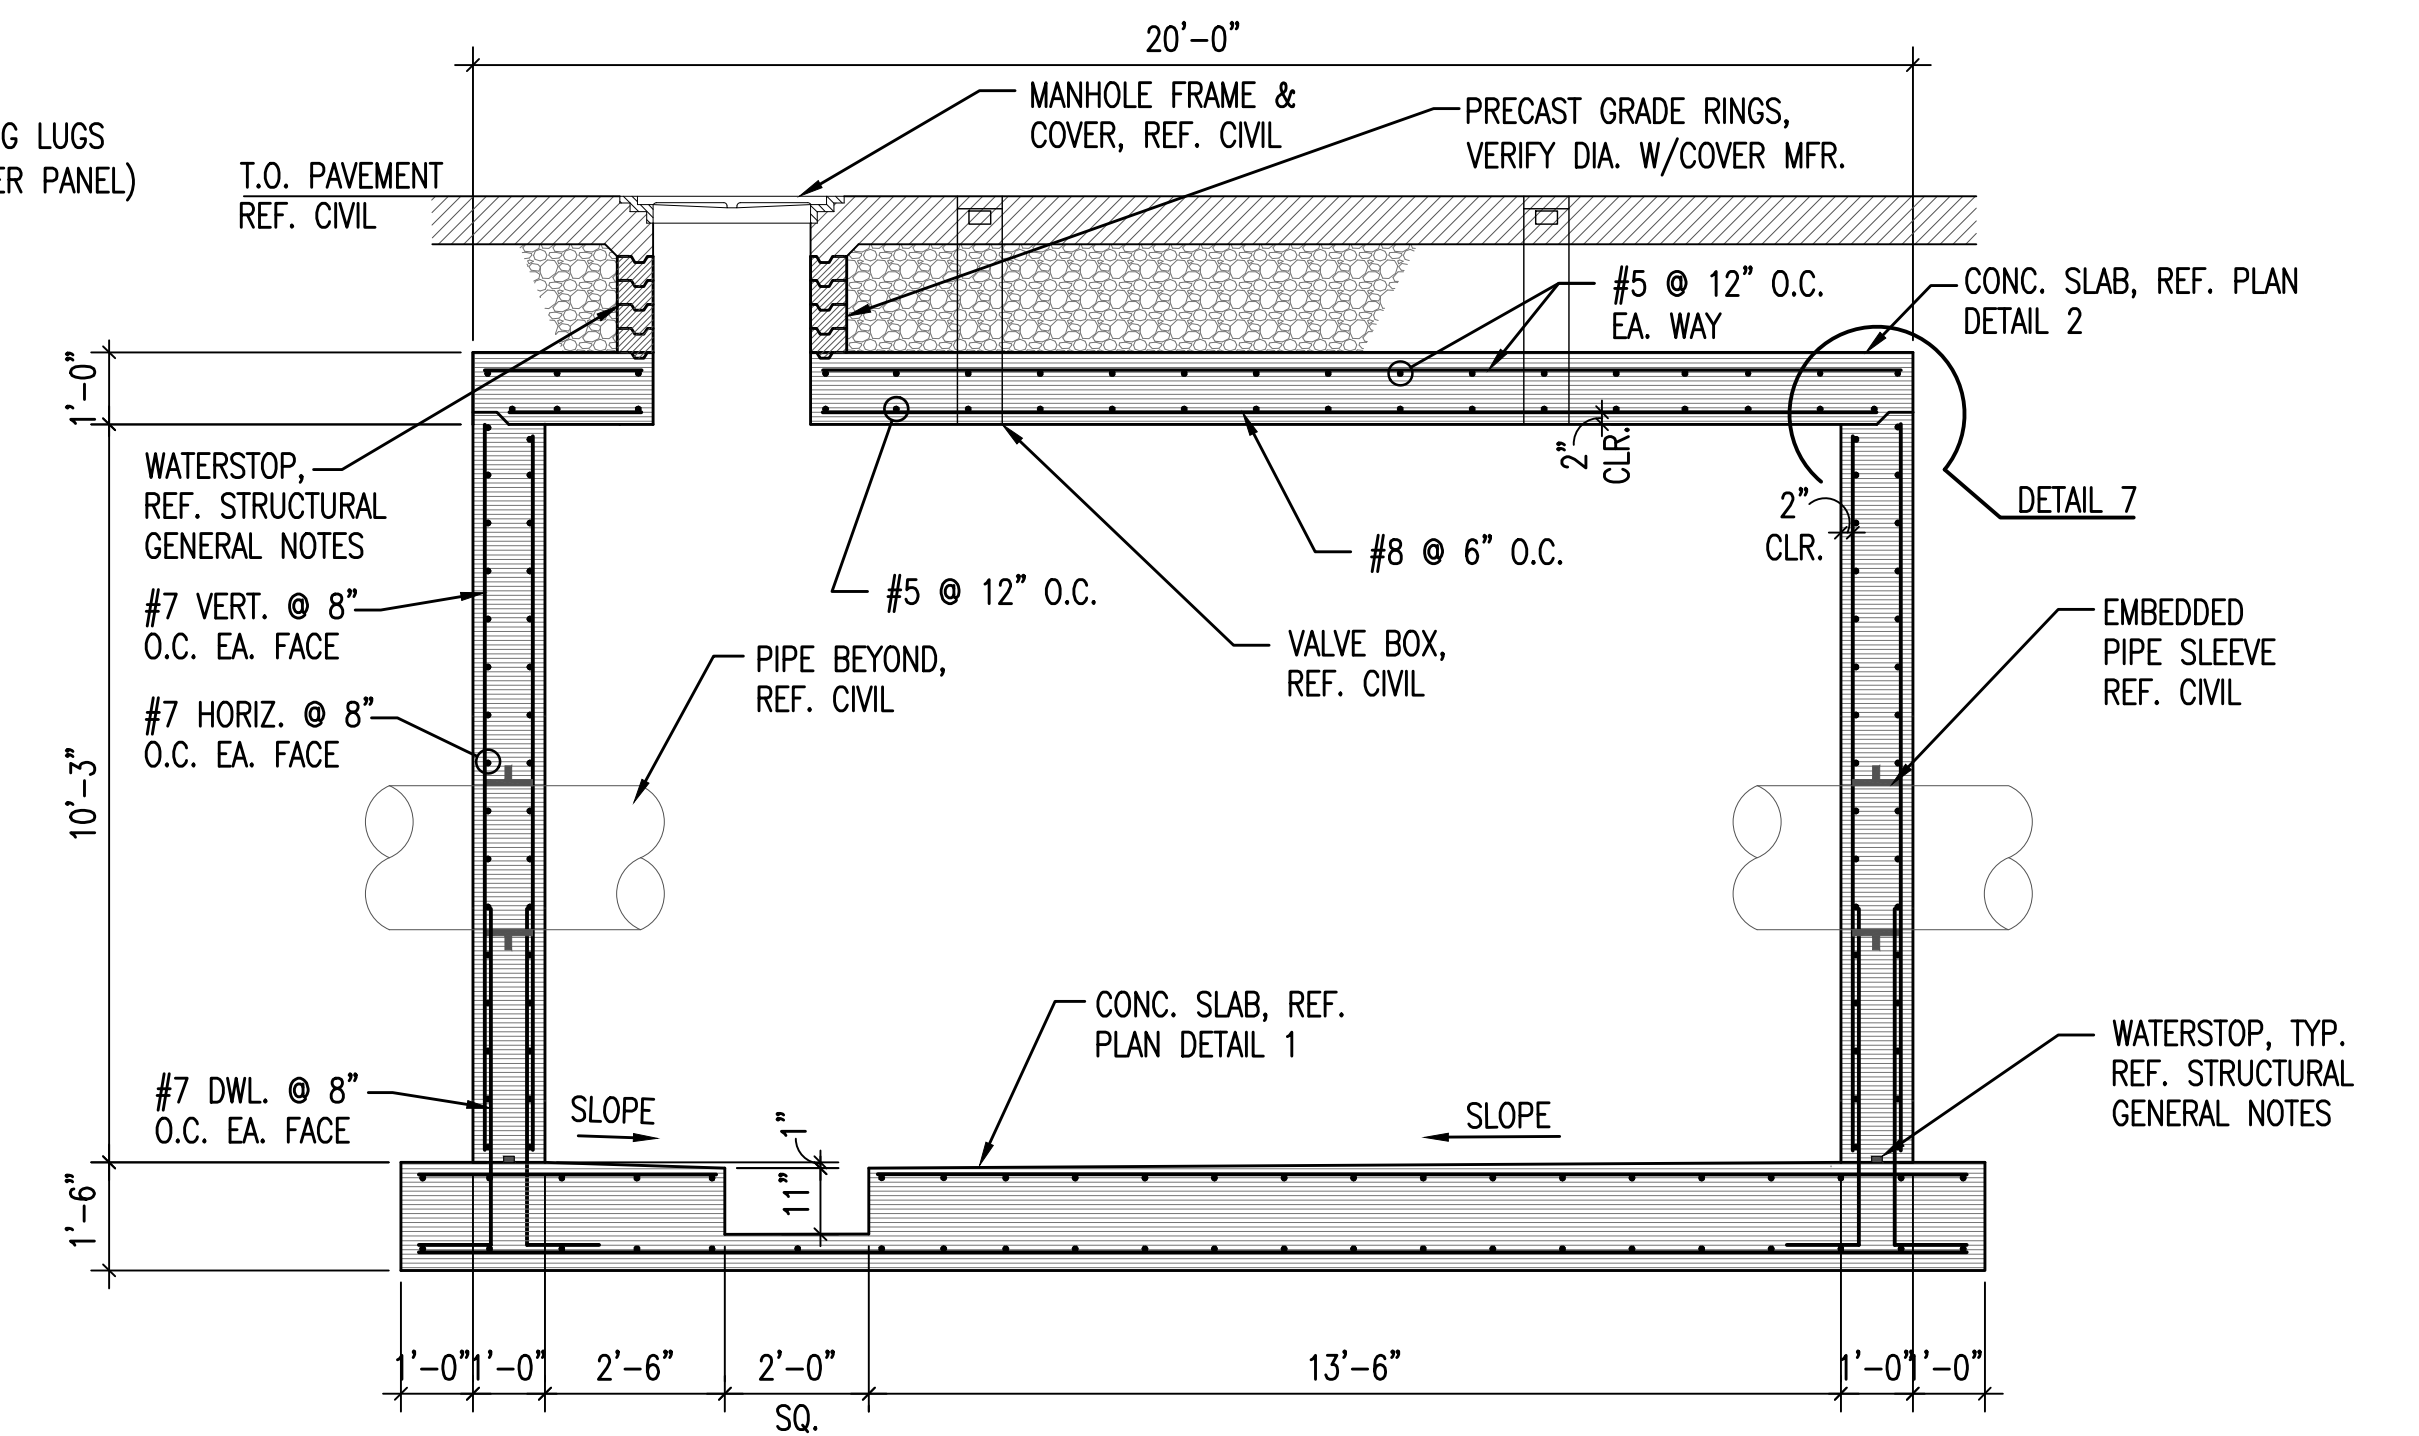 20'-0"
MANHOLE FRAME &
COVER, REF. CIVIL
PRECAST GRADE RINGS,
VERIFY DIA. W/COVER MFR.
G LUGS
ER PANEL)
T.O. PAVEMENT
REF. CIVIL
#5 @ 12" O.C.
EA. WAY
CONC. SLAB, REF. PLAN
DETAIL 2
1'-0"
WATERSTOP,
REF. STRUCTURAL
GENERAL NOTES
2"
CLR.
2"
CLR.
DETAIL 7
#8 @ 6" O.C.
#5 @ 12" O.C.
#7 VERT. @ 8"
O.C. EA. FACE
PIPE BEYOND,
REF. CIVIL
VALVE BOX,
REF. CIVIL
EMBEDDED
PIPE SLEEVE
REF. CIVIL
#7 HORIZ. @ 8"
O.C. EA. FACE
10'-3"
CONC. SLAB, REF.
PLAN DETAIL 1
WATERSTOP, TYP.
REF. STRUCTURAL
GENERAL NOTES
#7 DWL. @ 8"
O.C. EA. FACE
SLOPE
1"
SLOPE
11"
1'-6"
1'-0"
1'-0"
2'-6"
2'-0"
SQ.
13'-6"
1'-0"
1'-0"